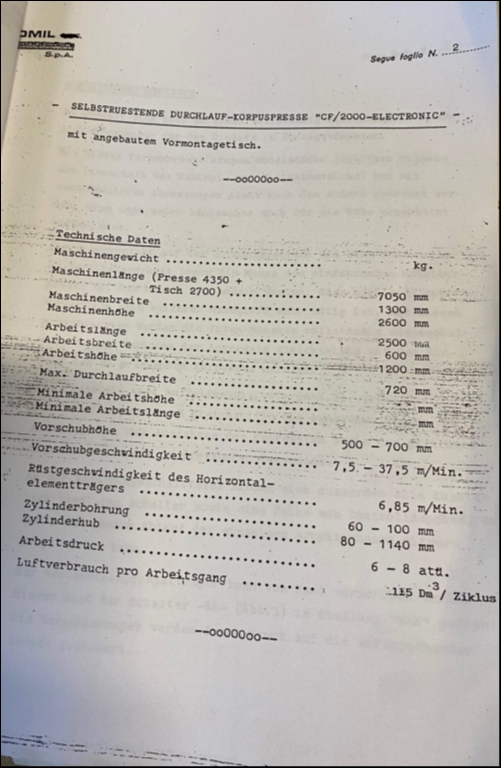 OMIL
S.p.A.
Segue foglio N. 2
- SELBSTRUESTENDE DURCHLAUF-KORPUSPRESSE "CF/2000-ELECTRONIC" -
mit angebautem Vormontagetisch.
--oo000oo--
Technische Daten
Maschinengewicht .................... kg.
Maschinenlänge (Presse 4350 +
Tisch 2700) .............. 7050 mm
Maschinenbreite .................... 1300 mm
Maschinenhöhe .................... 2600 mm
Arbeitslänge .................... 2500 mm
Arbeitsbreite .................... 600 mm
Arbeitshöhe .................... 1200 mm
Max. Durchlaufbreite .................... 720 mm
Minimale Arbeitshöhe .................... mm
Minimale Arbeitslänge .................... mm
Vorschubhöhe .................... 500 - 700 mm
Vorschubgeschwindigkeit ................ 7,5 - 37,5 m/Min.
Rüstgeschwindigkeit des Horizontal-
elementträgers .................... 6,85 m/Min.
Zylinderbohrung .................... 60 - 100 mm
Zylinderhub .................... 80 - 1140 mm
Arbeitsdruck .................... 6 - 8 atü.
Luftverbrauch pro Arbeitsgang .......... 115 Dm³/ Ziklus
--oo000oo--